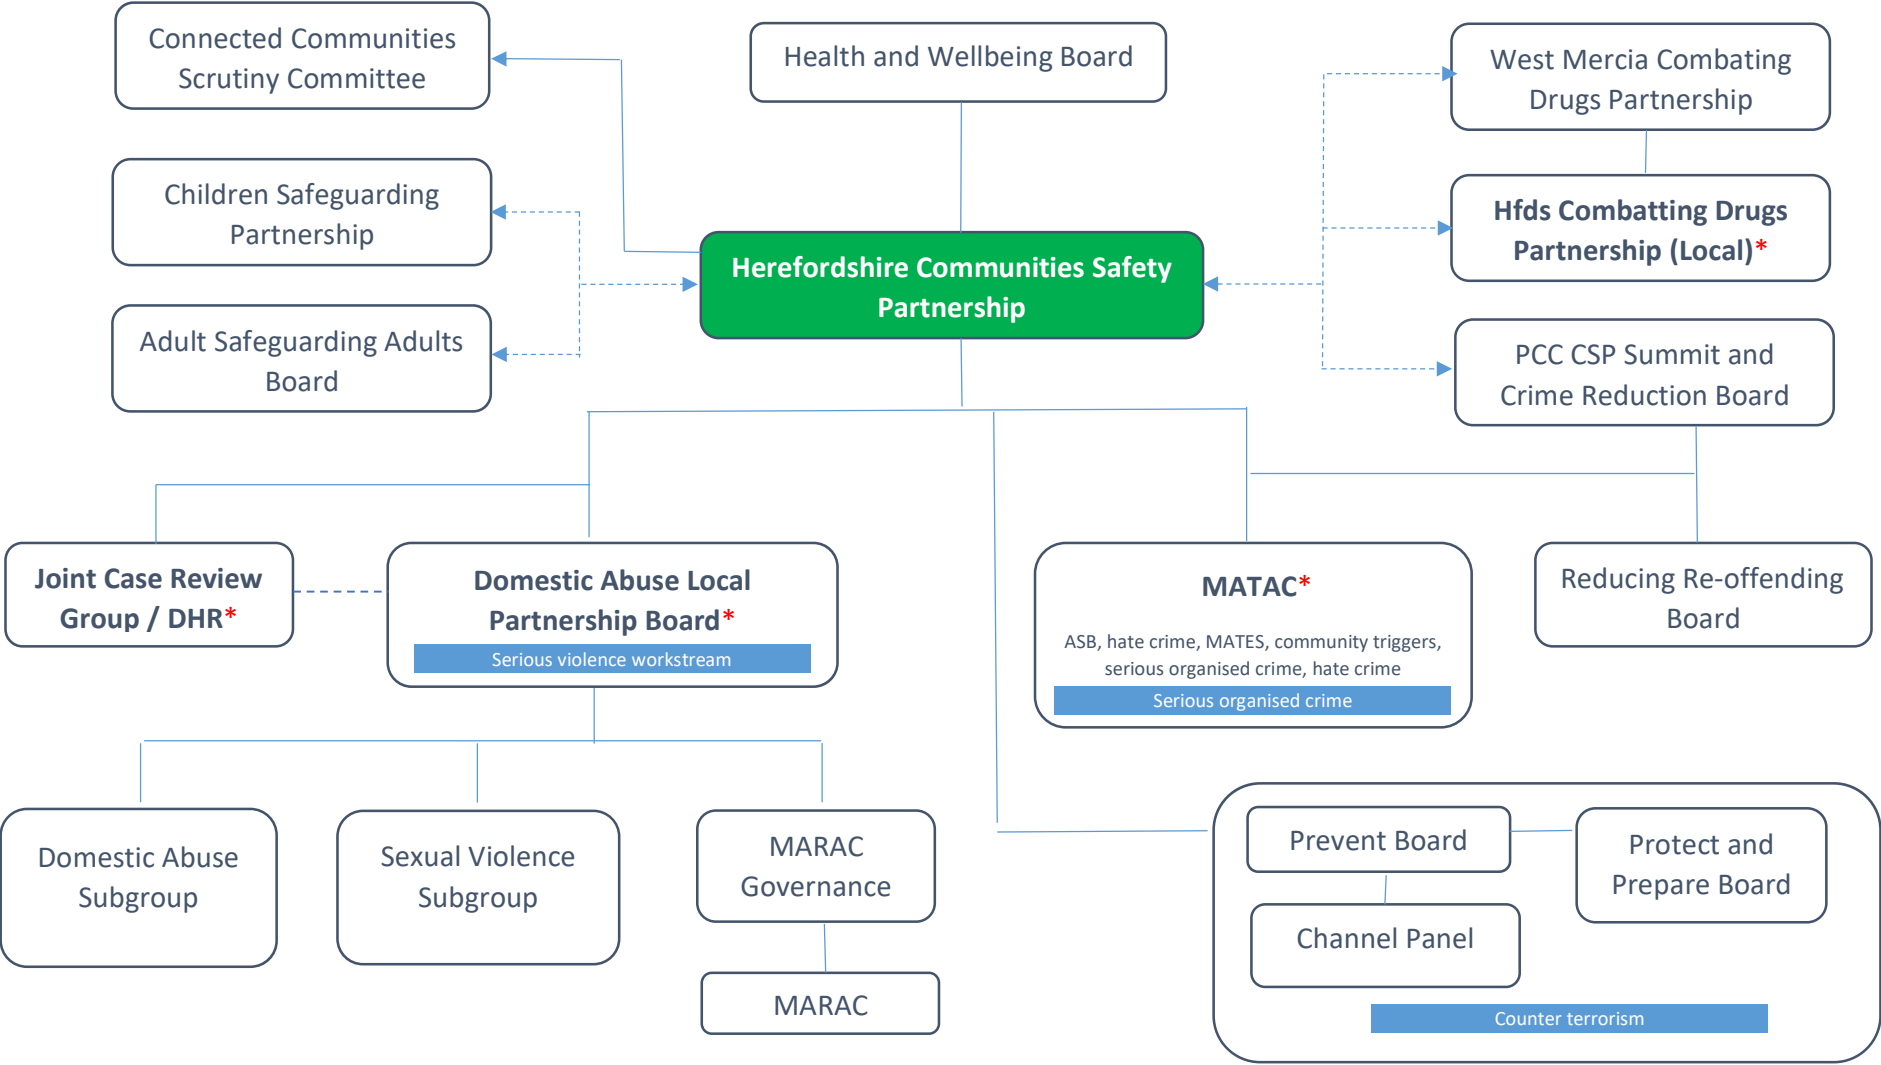 Connected Communities
Scrutiny Committee
Health and Wellbeing Board
West Mercia Combating
Drugs Partnership
Children Safeguarding
Partnership
Hfds Combatting Drugs
Partnership (Local)*
Herefordshire Communities Safety
Partnership
Adult Safeguarding Adults
Board
PCC CSP Summit and
Crime Reduction Board
Joint Case Review
Group / DHR*
Domestic Abuse Local
Partnership Board*
Serious violence workstream
MATAC*
ASB, hate crime, MATES, community triggers,
serious organised crime, hate crime
Serious organised crime
Reducing Re-offending
Board
Domestic Abuse
Subgroup
Sexual Violence
Subgroup
MARAC
Governance
MARAC
Prevent Board
Protect and
Prepare Board
Channel Panel
Counter terrorism